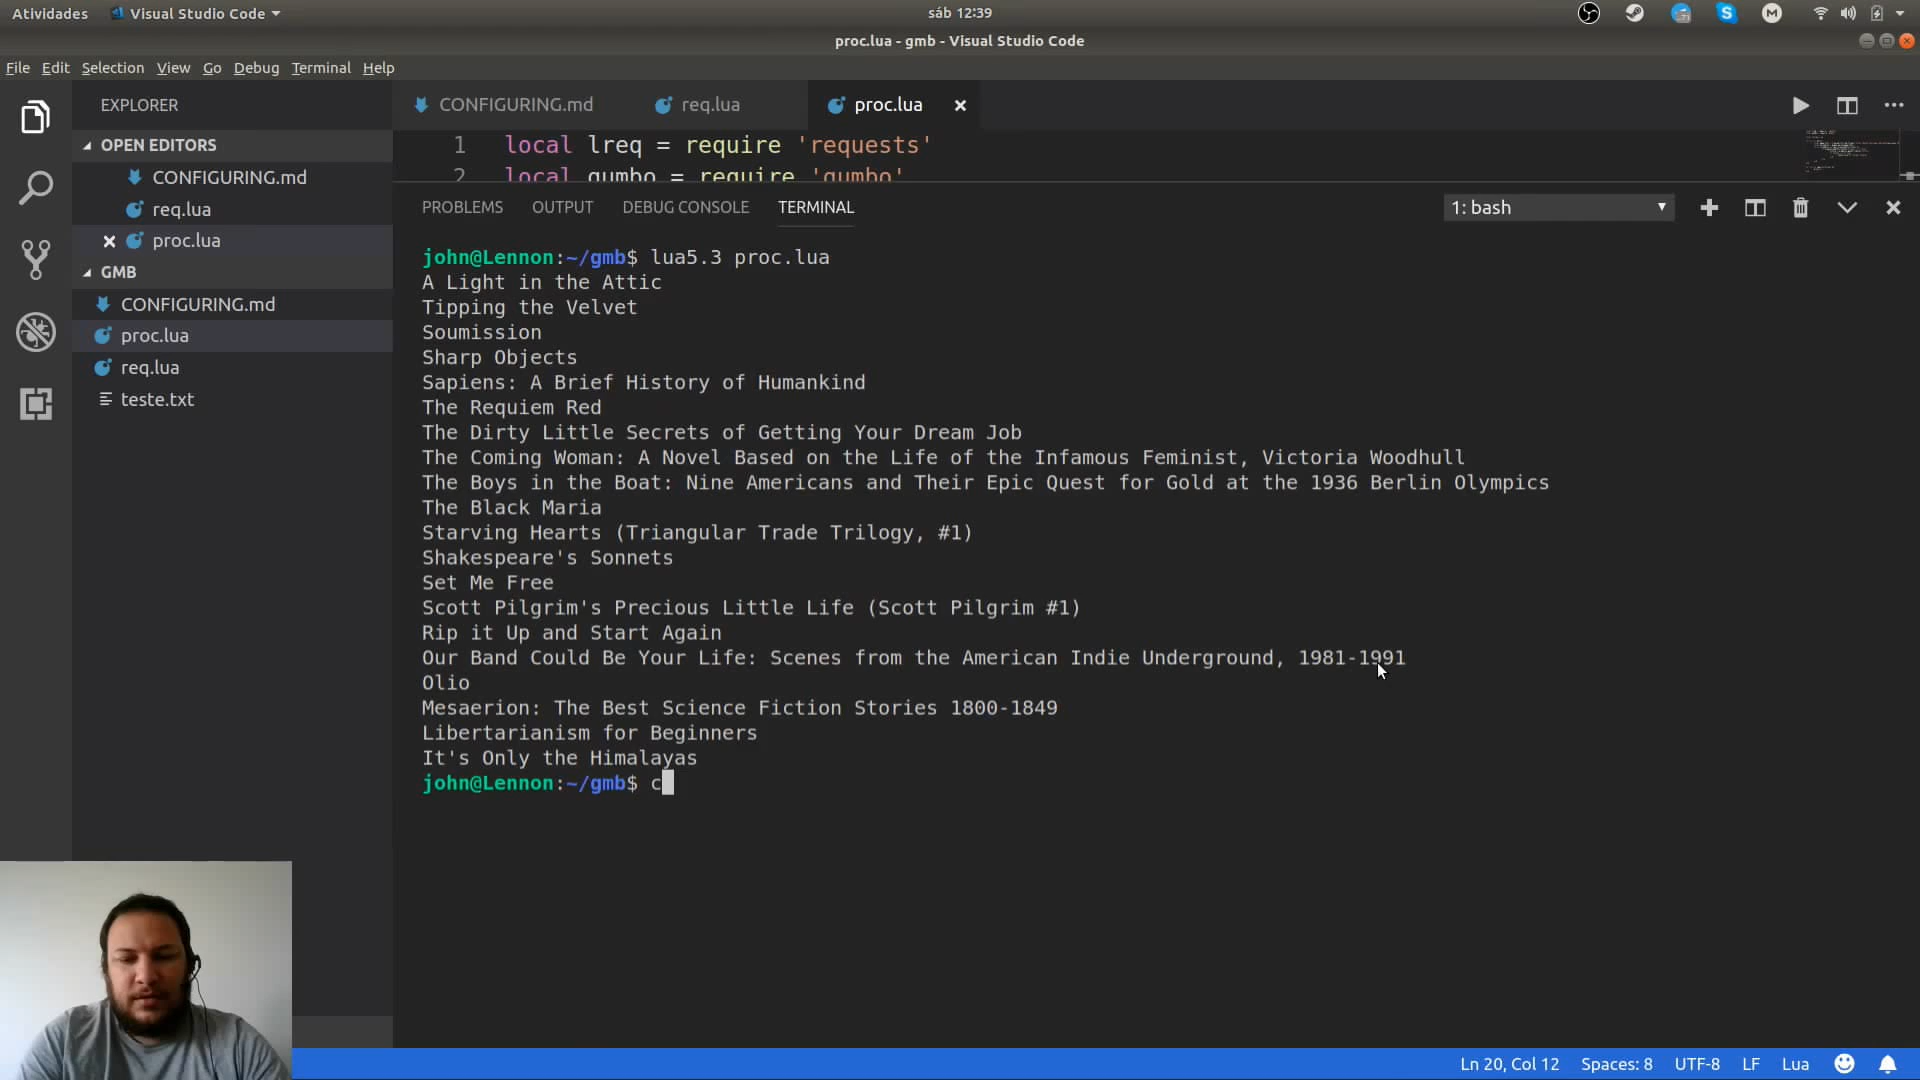 Atividades Visual Studio Code sáb 12:39
proc.lua - gmb - Visual Studio Code
File Edit Selection View Go Debug Terminal Help
EXPLORER
OPEN EDITORS
CONFIGURING.md
req.lua
proc.lua
GMB
CONFIGURING.md
proc.lua
req.lua
teste.txt
CONFIGURING.md req.lua proc.lua
1 local lreq = require 'requests'
2 local gumbo = require 'gumbo'
PROBLEMS OUTPUT DEBUG CONSOLE TERMINAL 1: bash
john@Lennon:~/gmb$ lua5.3 proc.lua
A Light in the Attic
Tipping the Velvet
Soumission
Sharp Objects
Sapiens: A Brief History of Humankind
The Requiem Red
The Dirty Little Secrets of Getting Your Dream Job
The Coming Woman: A Novel Based on the Life of the Infamous Feminist, Victoria Woodhull
The Boys in the Boat: Nine Americans and Their Epic Quest for Gold at the 1936 Berlin Olympics
The Black Maria
Starving Hearts (Triangular Trade Trilogy, #1)
Shakespeare's Sonnets
Set Me Free
Scott Pilgrim's Precious Little Life (Scott Pilgrim #1)
Rip it Up and Start Again
Our Band Could Be Your Life: Scenes from the American Indie Underground, 1981-1991
Olio
Mesaerion: The Best Science Fiction Stories 1800-1849
Libertarianism for Beginners
It's Only the Himalayas
john@Lennon:~/gmb$ c
Ln 20, Col 12 Spaces: 8 UTF-8 LF Lua